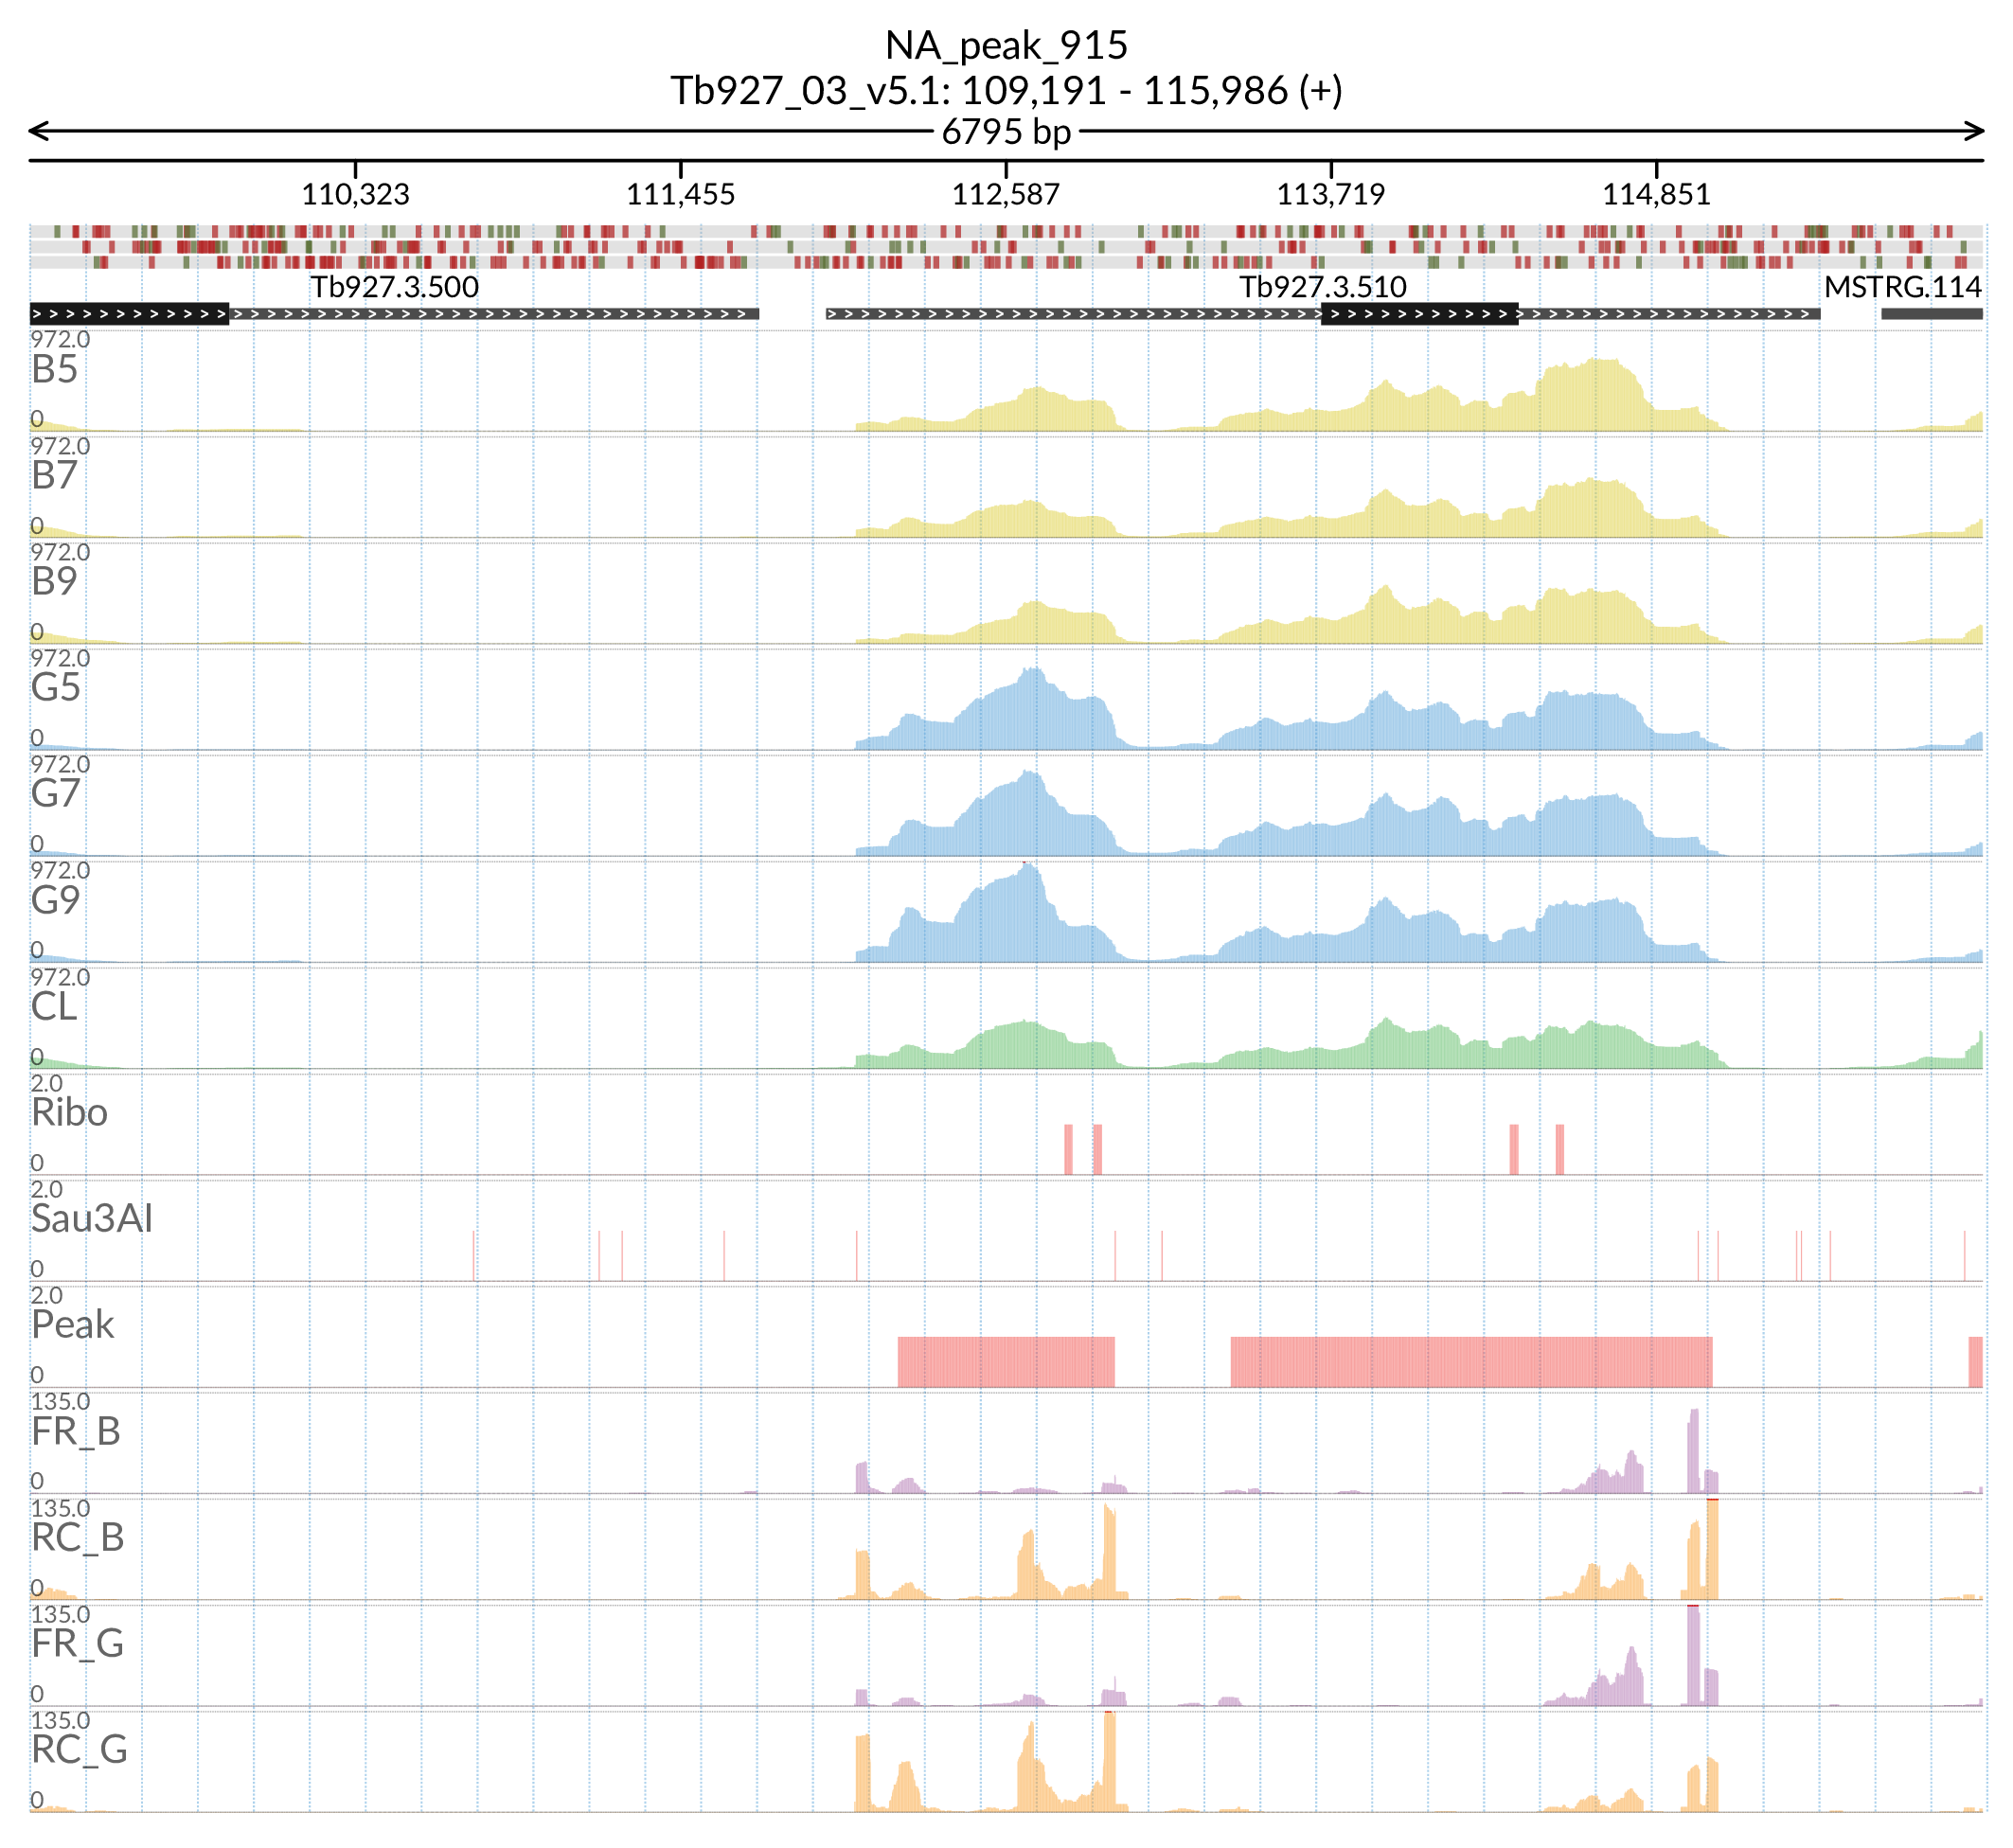 NA_peak_915
Tb927_03_v5.1: 109,191 - 115,986 (+)
6795 bp
110,323 111,455 112,587 113,719 114,851
Tb927.3.500 Tb927.3.510 MSTRG.114
972.0
B5
0
972.0
B7
0
972.0
B9
0
972.0
G5
0
972.0
G7
0
972.0
G9
0
972.0
CL
0
2.0
Ribo
0
2.0
Sau3AI
0
2.0
Peak
0
135.0
FR_B
0
135.0
RC_B
0
135.0
FR_G
0
135.0
RC_G
0